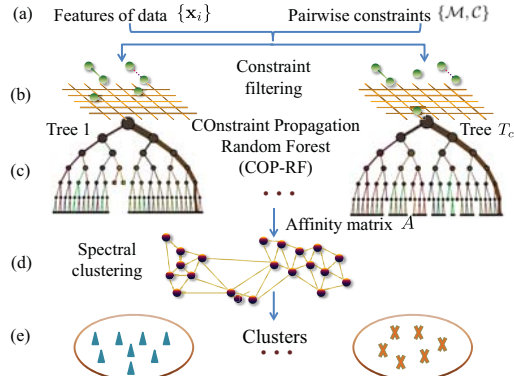 (a) Features of data {x_i} Pairwise constraints {M, C}
Constraint
filtering
(b)
Tree 1 COnstraint Propagation Tree T_c
Random Forest
(COP-RF)
(c)
Affinity matrix A
Spectral
clustering
(d)
(e) Clusters